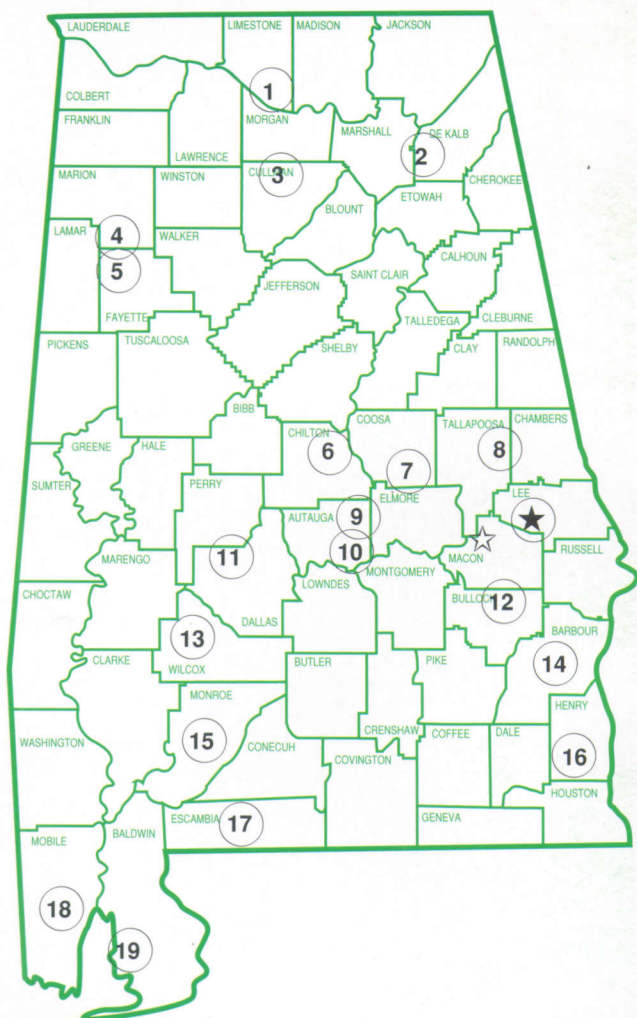 LAUDERDALE
LIMESTONE
MADISON
JACKSON
COLBERT
1
FRANKLIN
MORGAN
MARSHALL
DE KALB
2
LAWRENCE
MARION
WINSTON
CULLMAN
3
CHEROKEE
ETOWAH
BLOUNT
LAMAR
4
WALKER
5
CALHOUN
SAINT CLAIR
JEFFERSON
FAYETTE
TALLEDEGA
CLEBURNE
PICKENS
TUSCALOOSA
SHELBY
CLAY
RANDOLPH
BIBB
COOSA
TALLAPOOSA
CHAMBERS
CHILTON
6
GREENE
HALE
7
8
SUMTER
PERRY
ELMORE
LEE
AUTAUGA
9
10
11
MARENGO
MACON
RUSSELL
MONTGOMERY
LOWNDES
CHOCTAW
BULLOCK
12
DALLAS
13
BARBOUR
CLARKE
WILCOX
BUTLER
PIKE
14
MONROE
HENRY
WASHINGTON
15
CONECUH
CRENSHAW
COFFEE
DALE
COVINGTON
16
HOUSTON
ESCAMBIA
17
GENEVA
MOBILE
BALDWIN
18
19